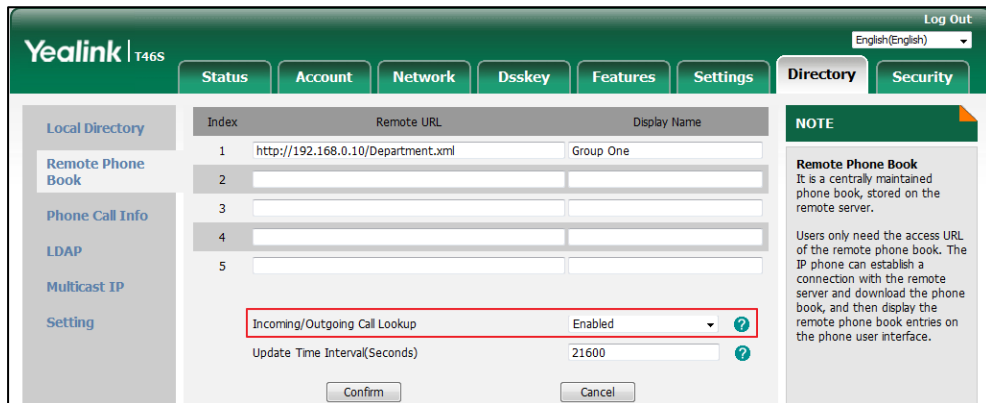 Log Out
Yealink | T46S
English(English)
Status Account Network Dsskey Features Settings Directory Security
Local Directory
Remote Phone
Book
Phone Call Info
LDAP
Multicast IP
Setting
Index Remote URL Display Name
1 http://192.168.0.10/Department.xml Group One
2
3
4
5
Incoming/Outgoing Call Lookup Enabled ?
Update Time Interval(Seconds) 21600 ?
Confirm Cancel
NOTE
Remote Phone Book
It is a centrally maintained
phone book, stored on the
remote server.
Users only need the access URL
of the remote phone book. The
IP phone can establish a
connection with the remote
server and download the phone
book, and then display the
remote phone book entries on
the phone user interface.